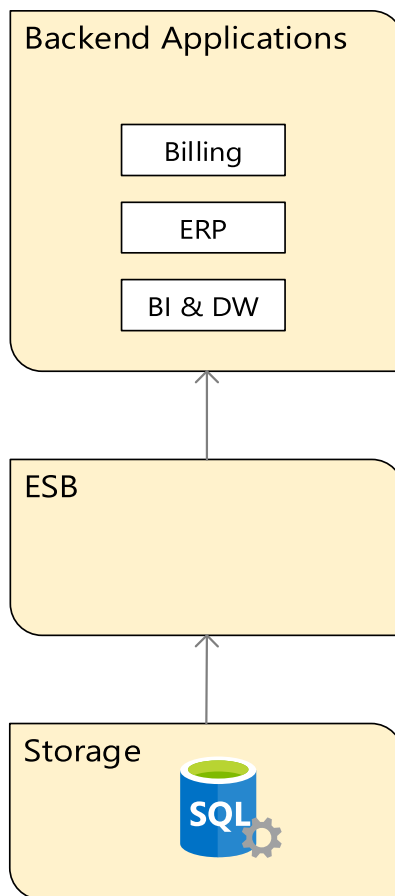 Backend Applications
Billing
ERP
BI & DW
ESB
Storage
SQL